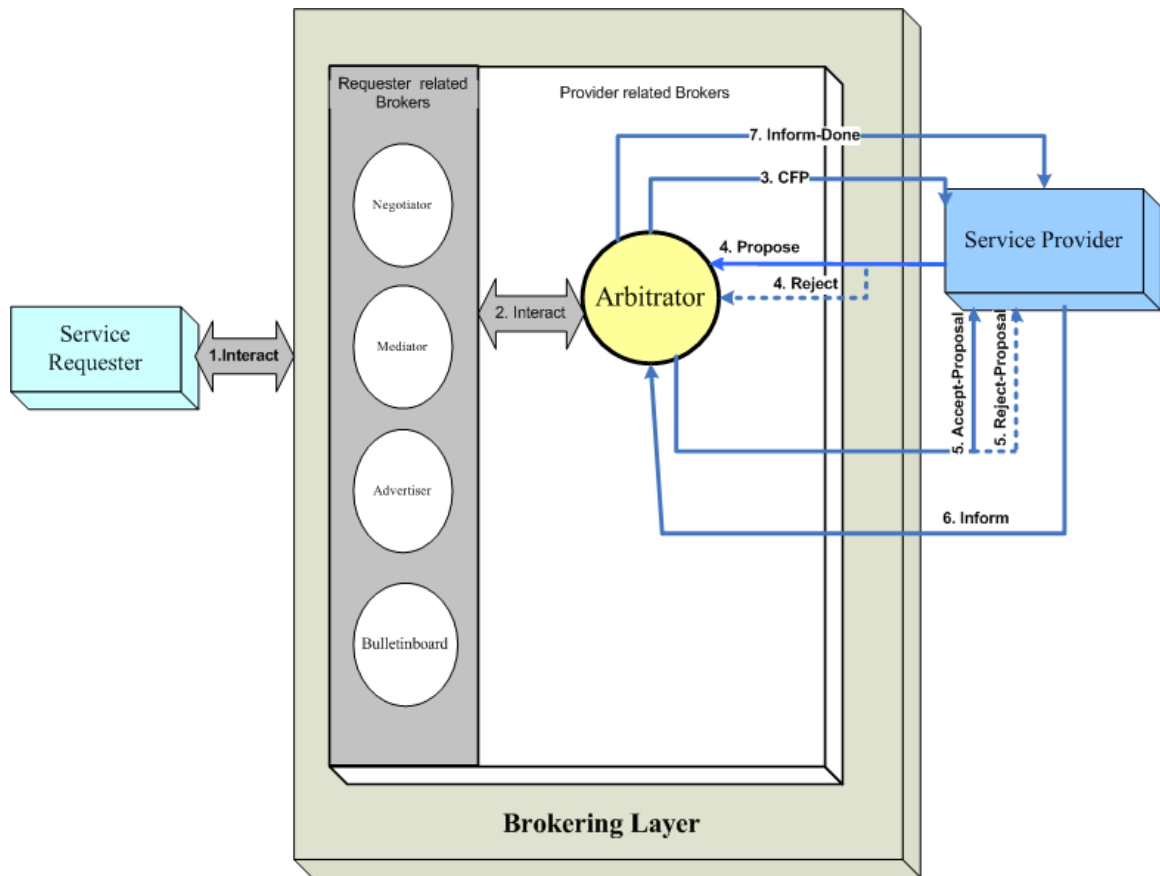 Requester related
Brokers
Provider related Brokers
7. Inform-Done
3. CFP
Negotiator
4. Propose
Service Provider
4. Reject
Arbitrator
2. Interact
Service
Requester
1.Interact
Mediator
5. Accept-Proposal
5. Reject-Proposal
Advertiser
6. Inform
Bulletinboard
Brokering Layer